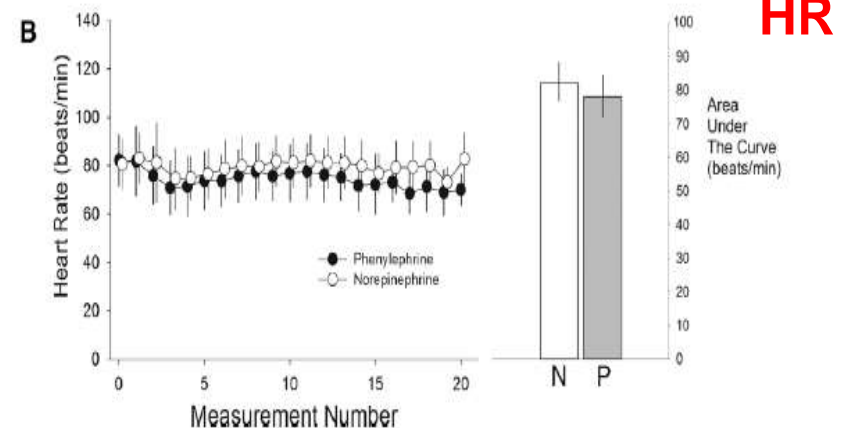 HR
B
Heart Rate (beats/min)
140
120
100
80
60
40
20
0
Phenylephrine
Norepinephrine
0 5 10 15 20
Measurement Number
100
90
80
70
60
50
40
30
20
10
0
N P
Area
Under
The Curve
(beats/min)